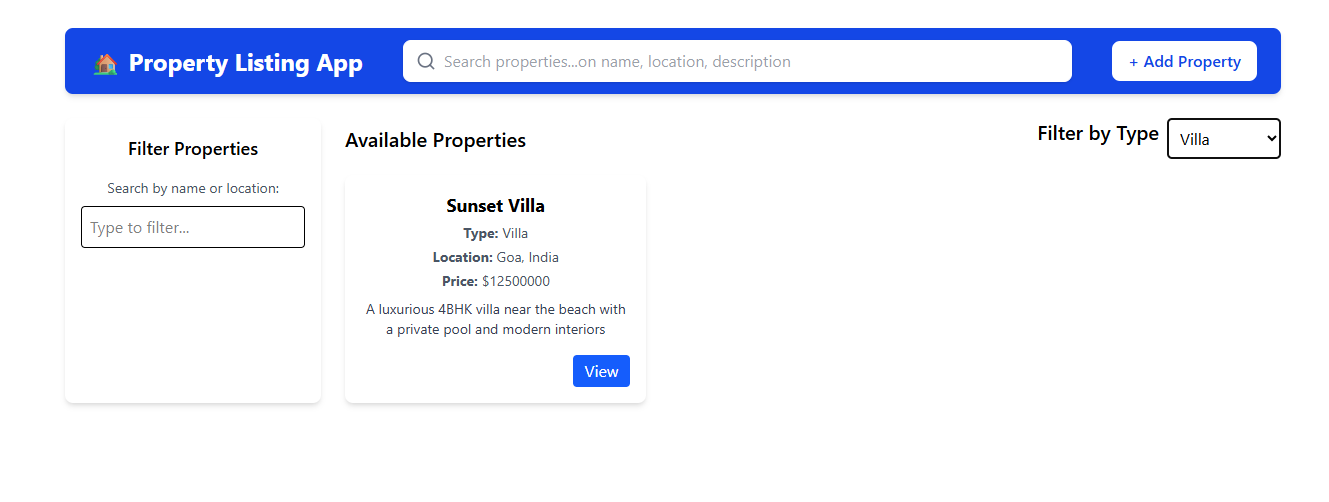 Property Listing App
Search properties...on name, location, description
+ Add Property
Filter Properties
Search by name or location:
Type to filter...
Available Properties
Filter by Type
Villa
Sunset Villa
Type: Villa
Location: Goa, India
Price: $12500000
A luxurious 4BHK villa near the beach with
a private pool and modern interiors
View